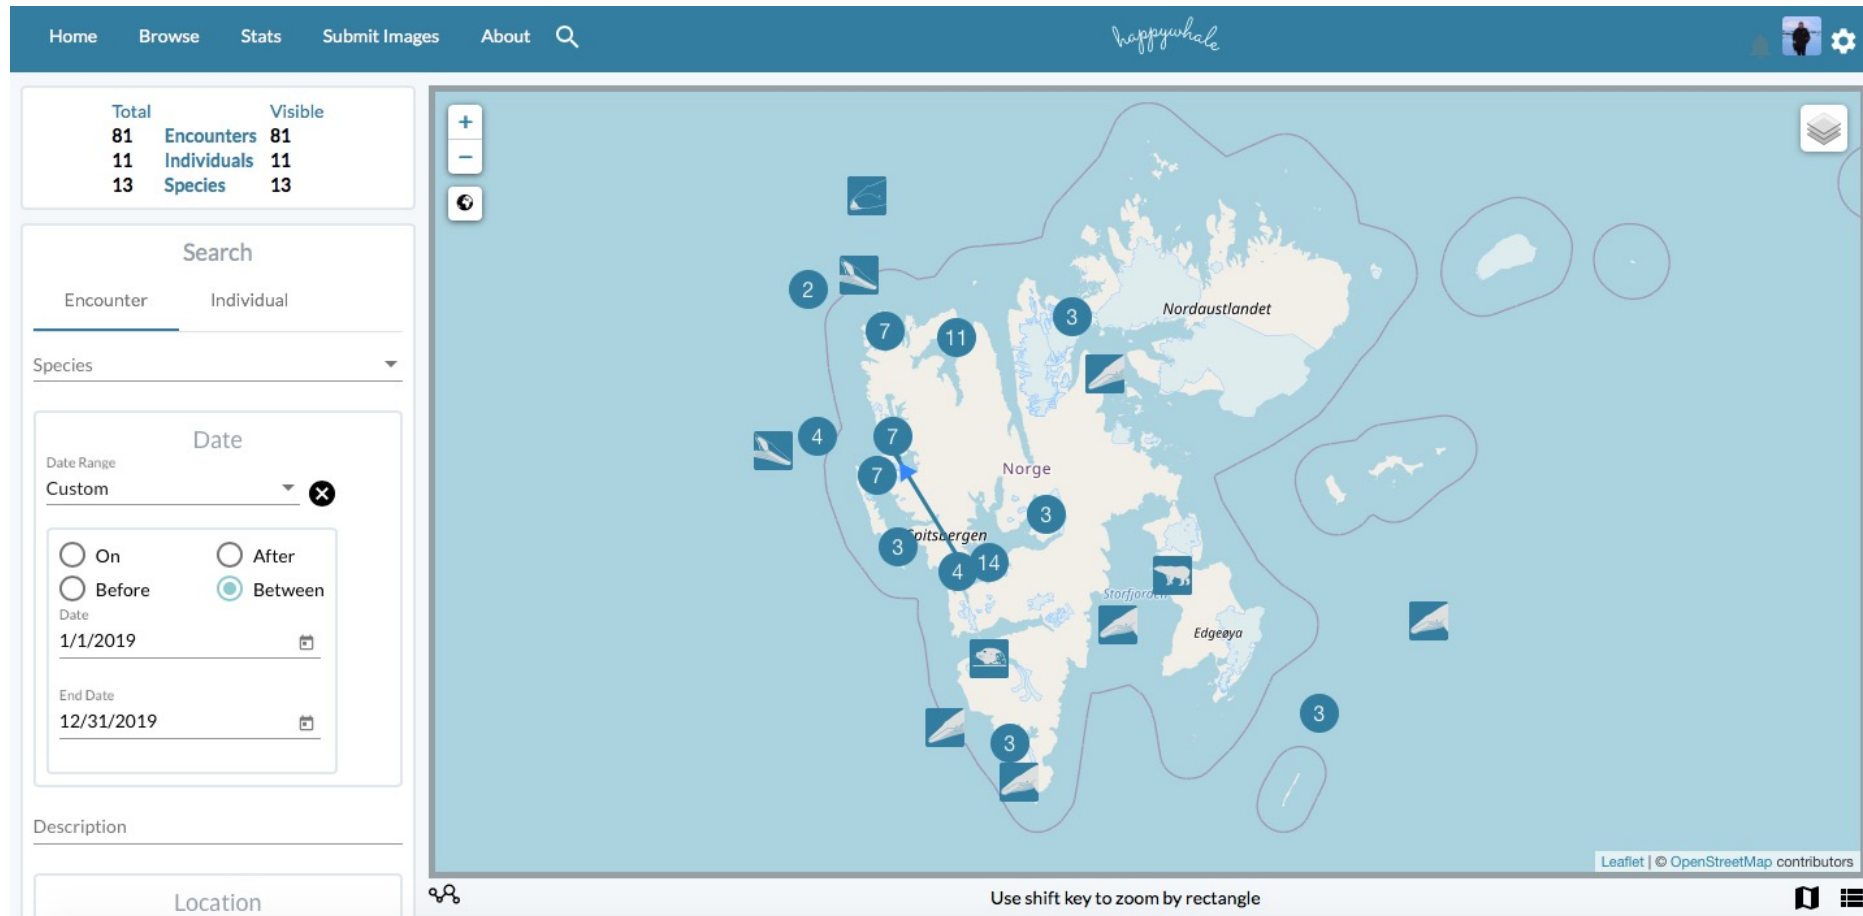 Home Browse Stats Submit Images About
happywhale
Total Visible
81 Encounters 81
11 Individuals 11
13 Species 13
Search
Encounter Individual
Species
Date
Date Range
Custom
On After
Before Between
Date
1/1/2019
End Date
12/31/2019
Description
Location
+
−
2
7
11
3
Nordaustlandet
4
7
7
Norge
3
3
Spitsbergen
4
14
Storfjorden
Edgeøya
3
3
Leaflet | © OpenStreetMap contributors
Use shift key to zoom by rectangle